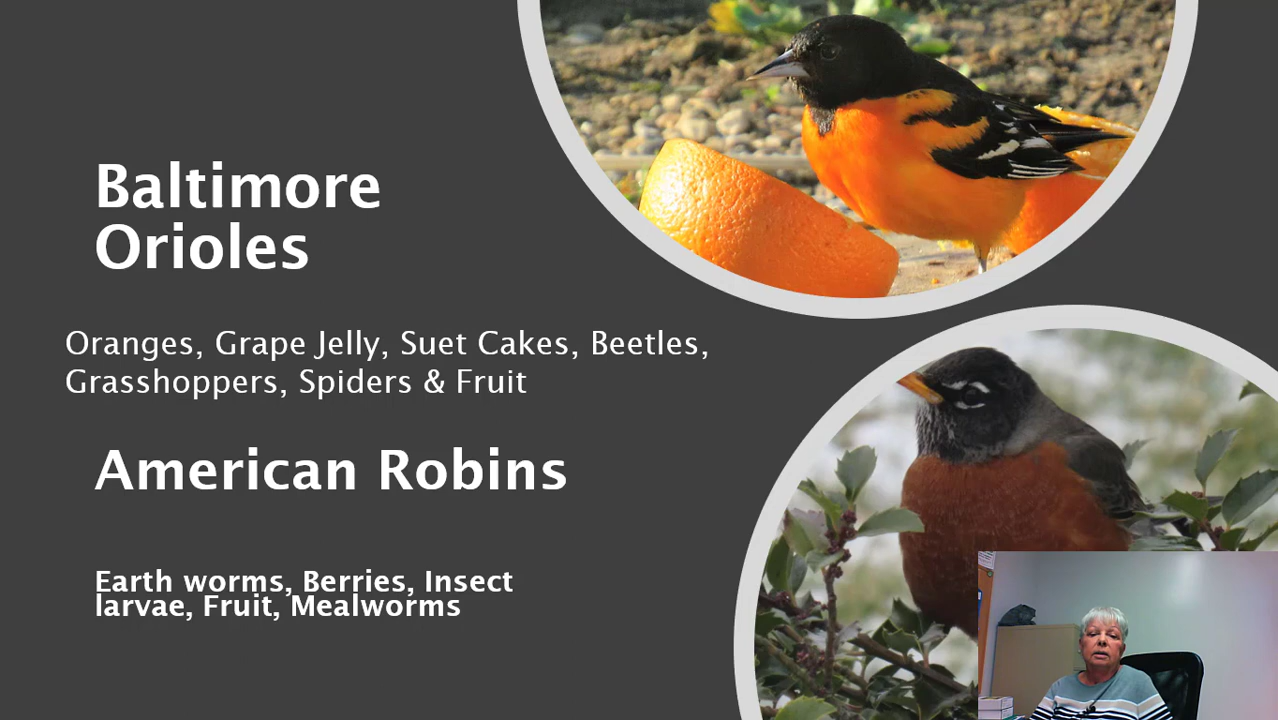 Baltimore
Orioles
Oranges, Grape Jelly, Suet Cakes, Beetles,
Grasshoppers, Spiders & Fruit
American Robins
Earth worms, Berries, Insect
larvae, Fruit, Mealworms